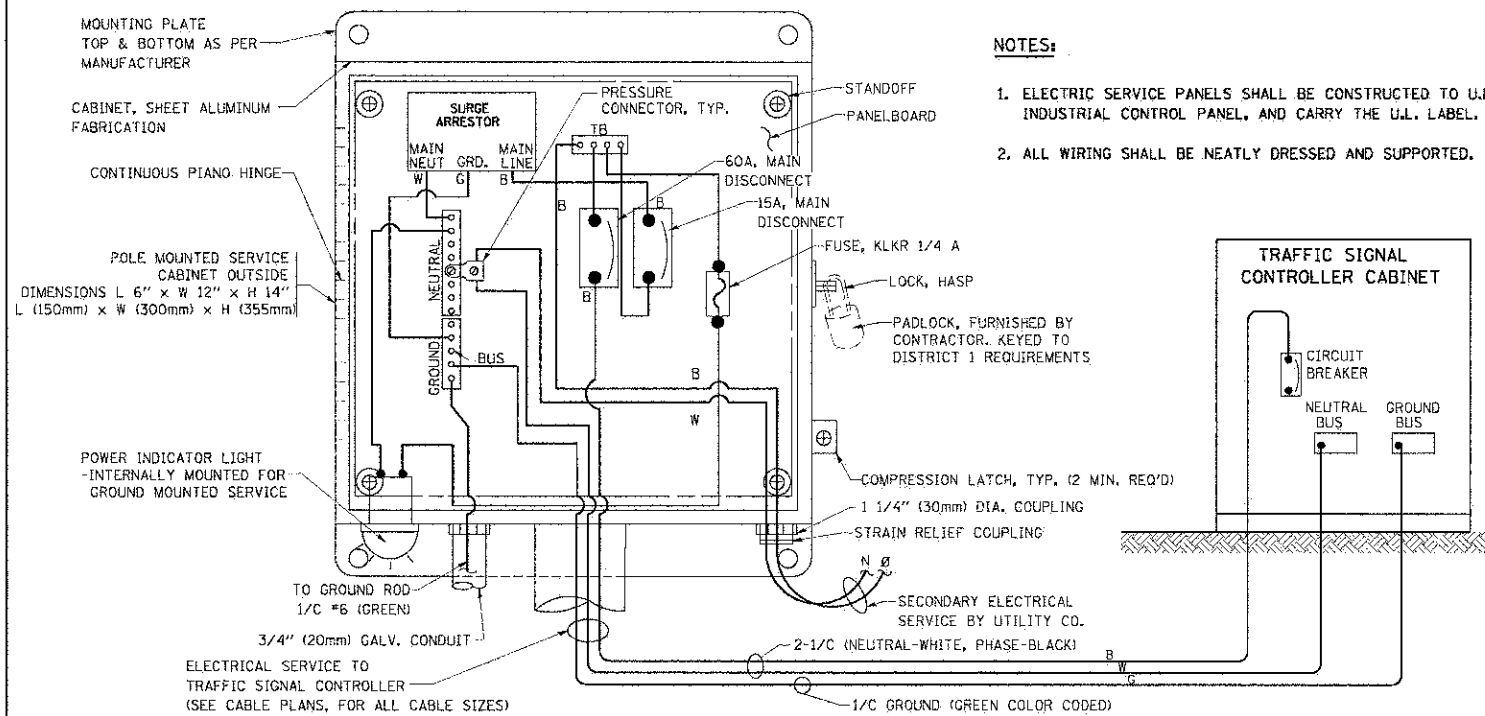 MOUNTING PLATE
TOP & BOTTOM AS PER
MANUFACTURER
CABINET, SHEET ALUMINUM
FABRICATION
CONTINUOUS PIANO HINGE
POLE MOUNTED SERVICE
CABINET OUTSIDE
DIMENSIONS L 6" x W 12" x H 14"
L (150mm) x W (300mm) x H (355mm)
POWER INDICATOR LIGHT
-INTERNALLY MOUNTED FOR
GROUND MOUNTED SERVICE
SURGE
ARRESTOR
MAIN
NEUT
GRD.
MAIN
LINE
W
G
B
PRESSURE
CONNECTOR, TYP.
TB
STANDOFF
PANELBOARD
60A, MAIN
DISCONNECT
15A, MAIN
DISCONNECT
B
B
B
FUSE, KLKR 1/4 A
NEUTRAL
GROUND
BUS
B
W
LOCK, HASP
PADLOCK, FURNISHED BY
CONTRACTOR. KEYED TO
DISTRICT 1 REQUIREMENTS
COMPRESSION LATCH, TYP. (2 MIN. REQ'D)
1 1/4" (30mm) DIA. COUPLING
STRAIN RELIEF COUPLING
N Ø
SECONDARY ELECTRICAL
SERVICE BY UTILITY CO.
TO GROUND ROD
1/C #6 (GREEN)
3/4" (20mm) GALV. CONDUIT
ELECTRICAL SERVICE TO
TRAFFIC SIGNAL CONTROLLER
(SEE CABLE PLANS, FOR ALL CABLE SIZES)
2-1/C (NEUTRAL-WHITE, PHASE-BLACK)
B
W
G
1/C GROUND (GREEN COLOR CODED)
NOTES:
1. ELECTRIC SERVICE PANELS SHALL BE CONSTRUCTED TO U.
INDUSTRIAL CONTROL PANEL, AND CARRY THE U.L. LABEL.
2. ALL WIRING SHALL BE NEATLY DRESSED AND SUPPORTED.
TRAFFIC SIGNAL
CONTROLLER CABINET
CIRCUIT
BREAKER
NEUTRAL
BUS
GROUND
BUS